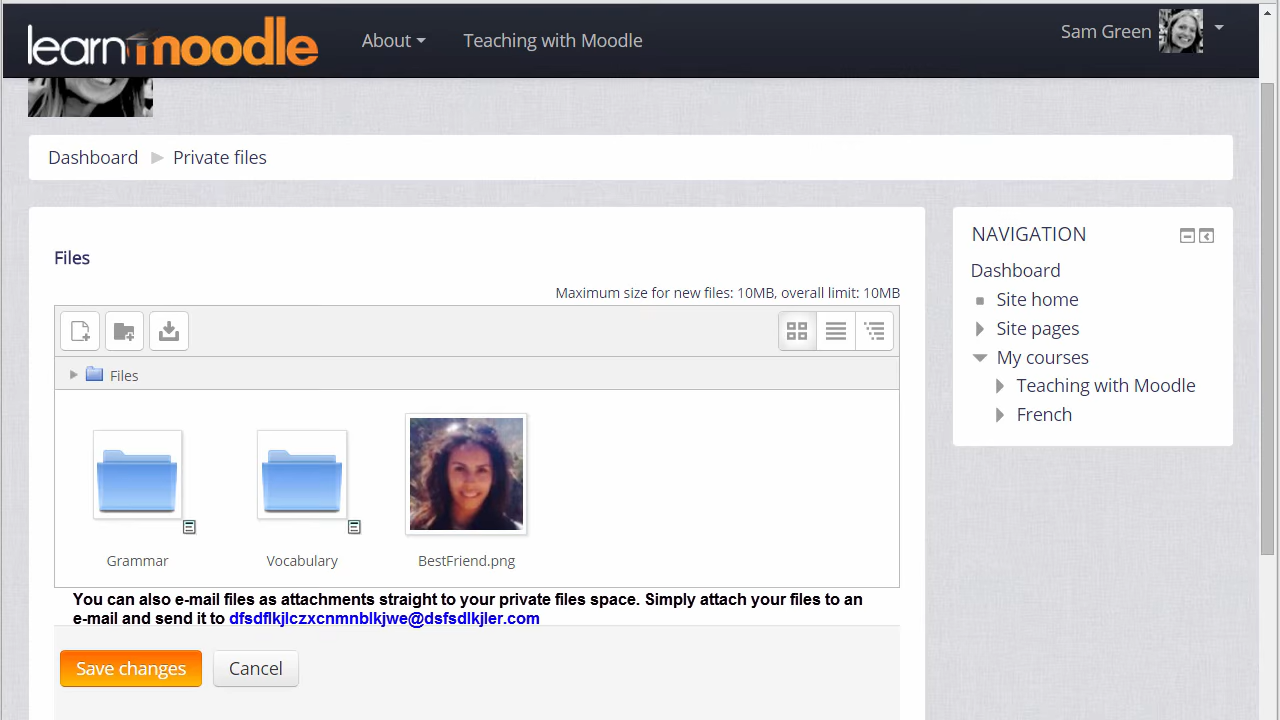 learn moodle
About
Teaching with Moodle
Sam Green
Dashboard
Private files
Files
Maximum size for new files: 10MB, overall limit: 10MB
Files
Grammar
Vocabulary
BestFriend.png
You can also e-mail files as attachments straight to your private files space. Simply attach your files to an
e-mail and send it to dfsdflkjlczxcnmnblkjwe@dsfsdlkjler.com
Save changes
Cancel
NAVIGATION
Dashboard
Site home
Site pages
My courses
Teaching with Moodle
French